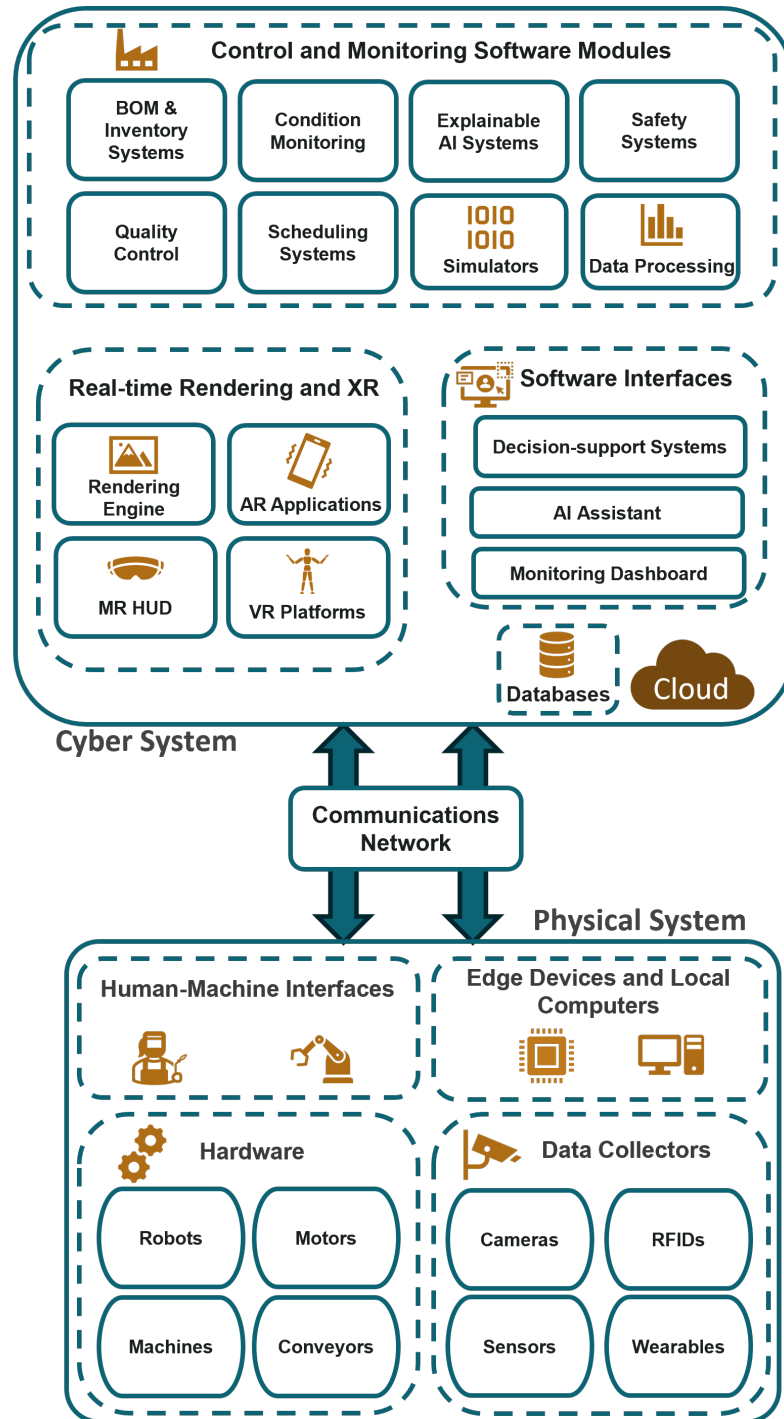 Control and Monitoring Software Modules
BOM &
Inventory
Systems
Condition
Monitoring
Explainable
AI Systems
Safety
Systems
Quality
Control
Scheduling
Systems
IOIO
IOIO
Simulators
Data Processing
Real-time Rendering and XR
Rendering
Engine
AR Applications
MR HUD
VR Platforms
Software Interfaces
Decision-support Systems
AI Assistant
Monitoring Dashboard
Databases
Cloud
Cyber System
Communications
Network
Physical System
Human-Machine Interfaces
Edge Devices and Local
Computers
Hardware
Robots
Motors
Machines
Conveyors
Data Collectors
Cameras
RFIDs
Sensors
Wearables